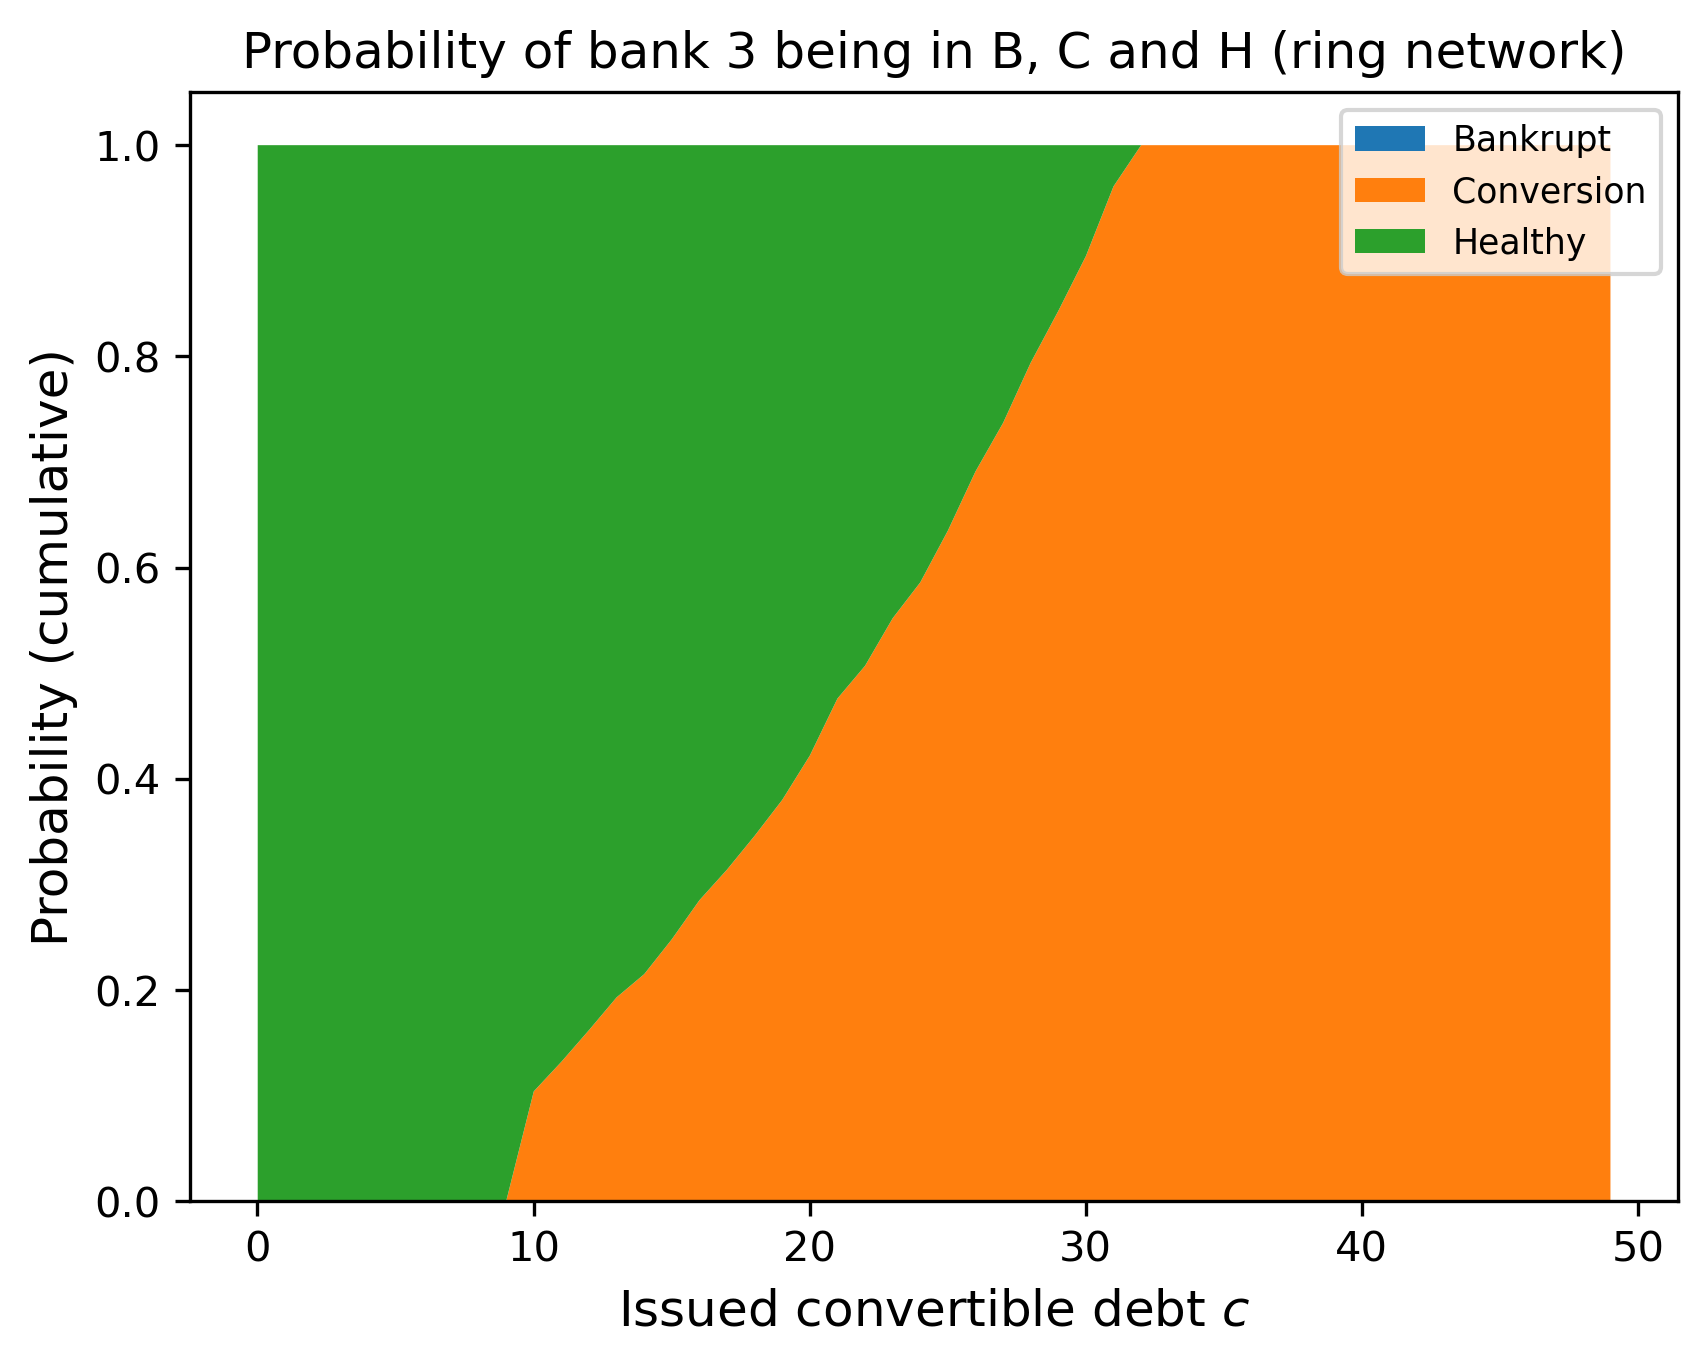 Probability of bank 3 being in B, C and H (ring network)
Bankrupt
Conversion
Healthy
1.0
0.8
0.6
0.4
0.2
0.0
Probability (cumulative)
0 10 20 30 40 50
Issued convertible debt c